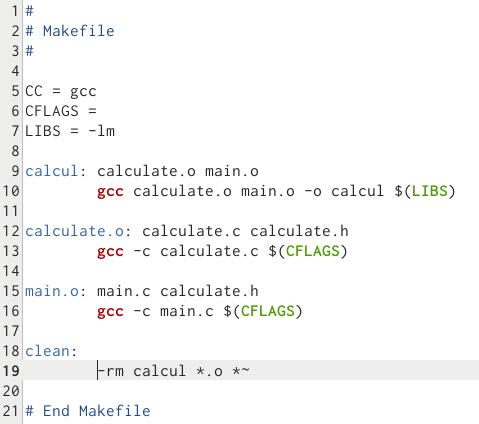 1 #
2 # Makefile
3 #
4
5 CC = gcc
6 CFLAGS =
7 LIBS = -lm
8
9 calcul: calculate.o main.o
10 gcc calculate.o main.o -o calcul $(LIBS)
11
12 calculate.o: calculate.c calculate.h
13 gcc -c calculate.c $(CFLAGS)
14
15 main.o: main.c calculate.h
16 gcc -c main.c $(CFLAGS)
17
18 clean:
19 -rm calcul *.o *~
20
21 # End Makefile